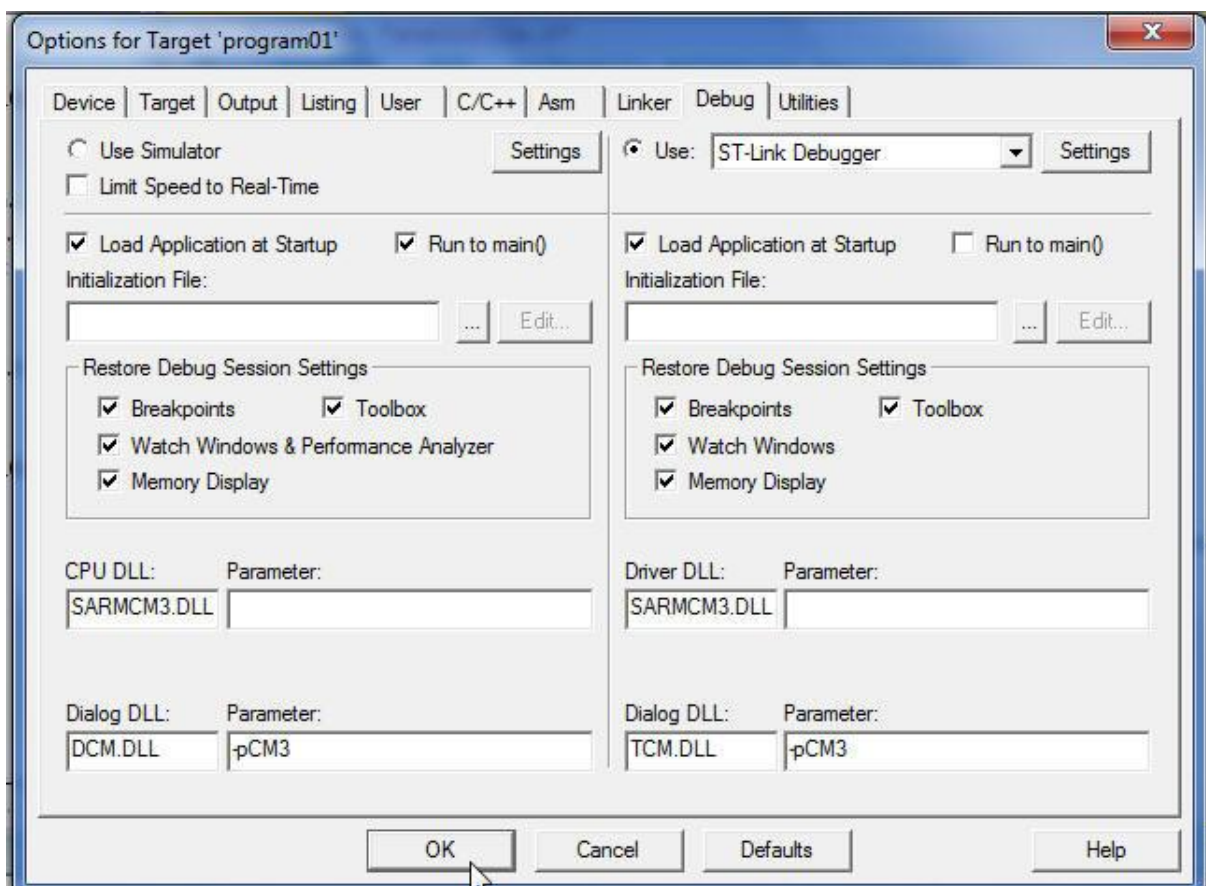 Options for Target 'program01'
Device Target Output Listing User C/C++ Asm Linker Debug Utilities
Use Simulator Settings
Limit Speed to Real-Time
Use: ST-Link Debugger Settings
Load Application at Startup Run to main()
Initialization File:
... Edit...
Restore Debug Session Settings
Breakpoints Toolbox
Watch Windows & Performance Analyzer
Memory Display
CPU DLL: Parameter:
SARMCM3.DLL
Dialog DLL: Parameter:
DCM.DLL -pCM3
Load Application at Startup Run to main()
Initialization File:
... Edit...
Restore Debug Session Settings
Breakpoints Toolbox
Watch Windows
Memory Display
Driver DLL: Parameter:
SARMCM3.DLL
Dialog DLL: Parameter:
TCM.DLL -pCM3
OK Cancel Defaults Help